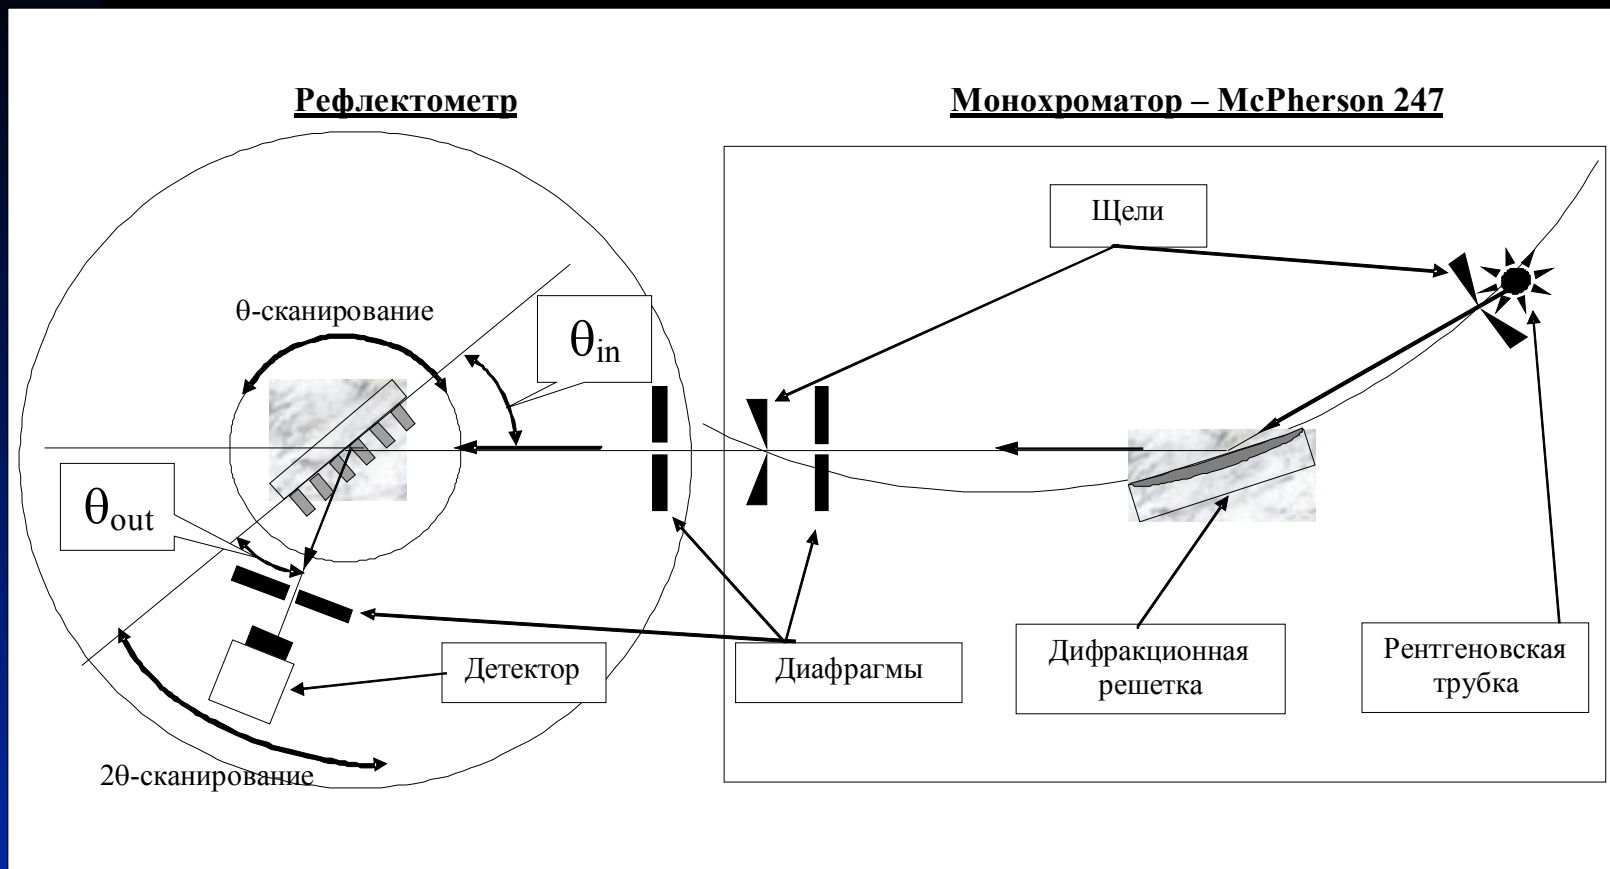 Рефлектометр
Монохроматор – McPherson 247
Щели
θ-сканирование
θin
θout
Детектор
Диафрагмы
Дифракционная
решетка
Рентгеновская
трубка
2θ-сканирование